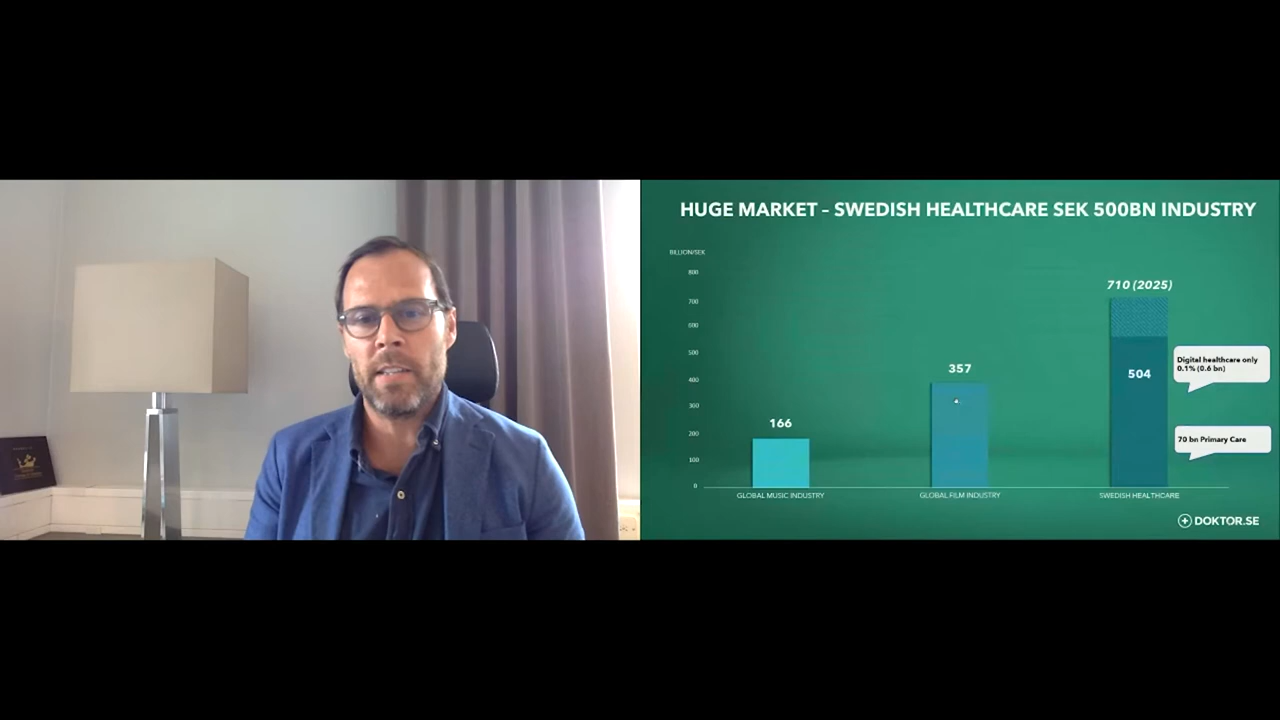 HUGE MARKET – SWEDISH HEALTHCARE SEK 500BN INDUSTRY
BILLION/SEK
800
700
600
500
400
300
200
100
0
166
357
710 (2025)
504
Digital healthcare only
0.1% (0.6 bn)
70 bn Primary Care
GLOBAL MUSIC INDUSTRY
GLOBAL FILM INDUSTRY
SWEDISH HEALTHCARE
DOKTOR.SE